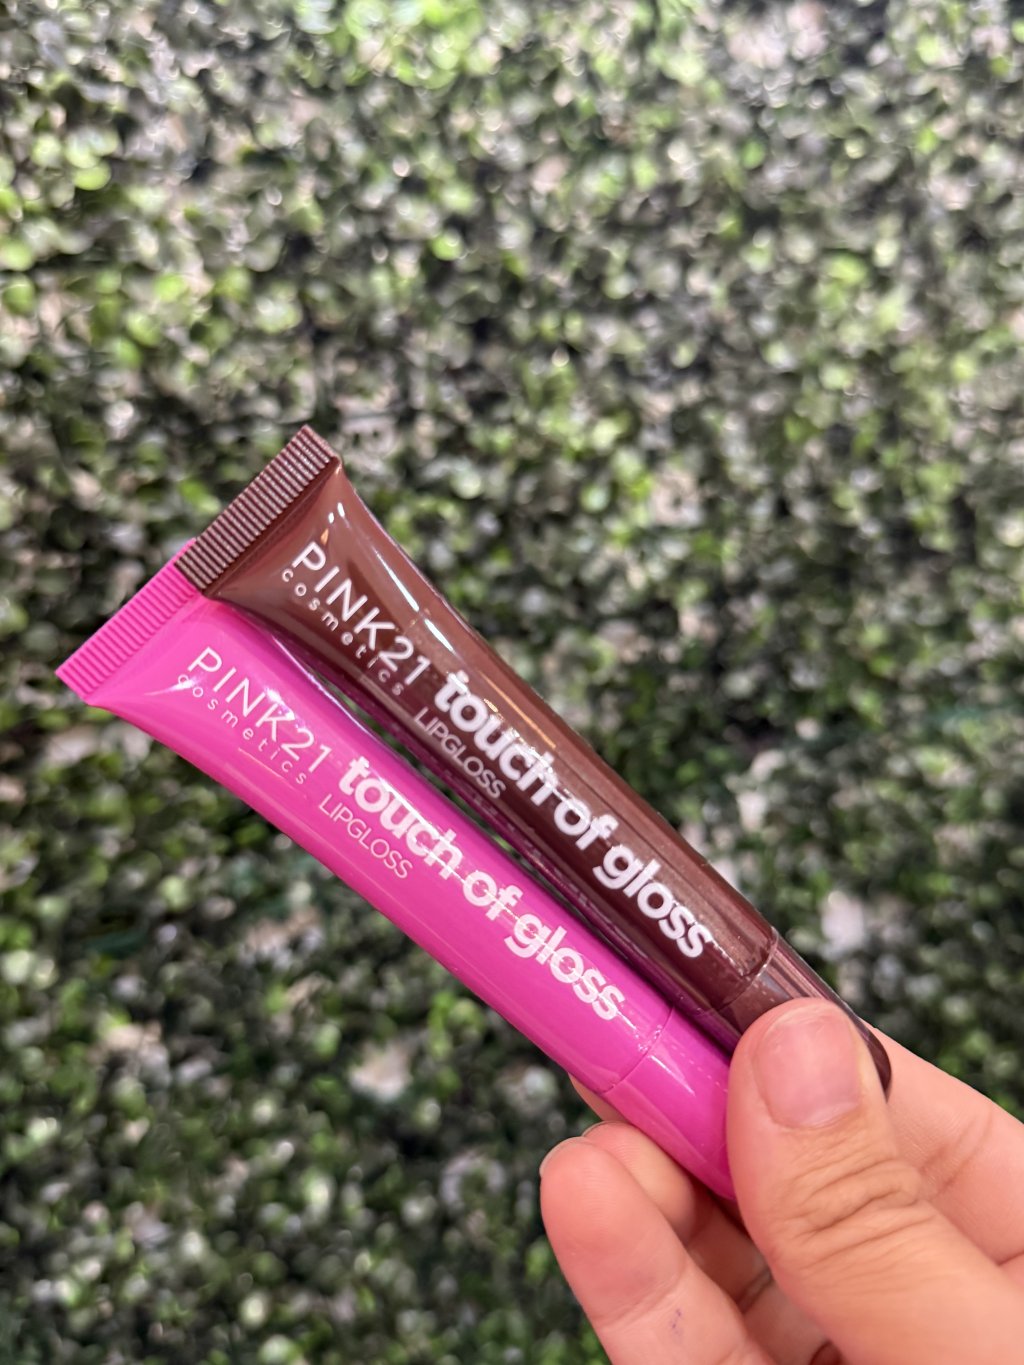 PINK21
cosmetics
touch of gloss
LIPGLOSS
PINK21
cosmetics
touch of gloss
LIPGLOSS